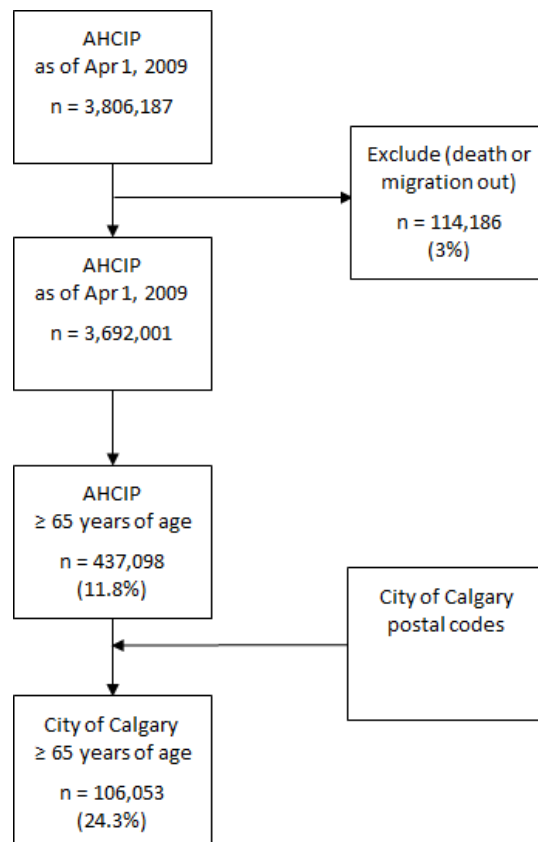 AHCIP
as of Apr 1, 2009
n = 3,806,187
Exclude (death or
migration out)
n = 114,186
(3%)
AHCIP
as of Apr 1, 2009
n = 3,692,001
AHCIP
≥ 65 years of age
n = 437,098
(11.8%)
City of Calgary
postal codes
City of Calgary
≥ 65 years of age
n = 106,053
(24.3%)